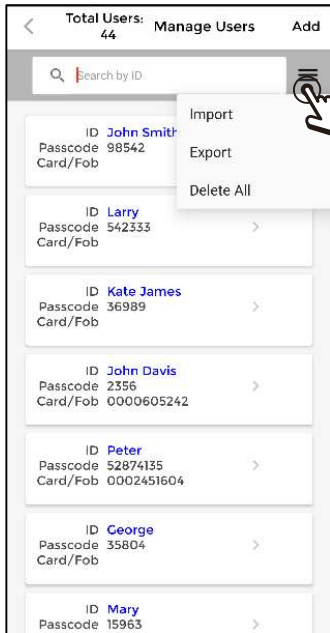 Total Users:
44
Manage Users
Add
Search by ID
Import
Export
Delete All
ID John Smith
Passcode 98542
Card/Fob
ID Larry
Passcode 542333
Card/Fob
ID Kate James
Passcode 36989
Card/Fob
ID John Davis
Passcode 2356
Card/Fob 0000605242
ID Peter
Passcode 52874135
Card/Fob 0002451604
ID George
Passcode 35804
Card/Fob
ID Mary
Passcode 15963